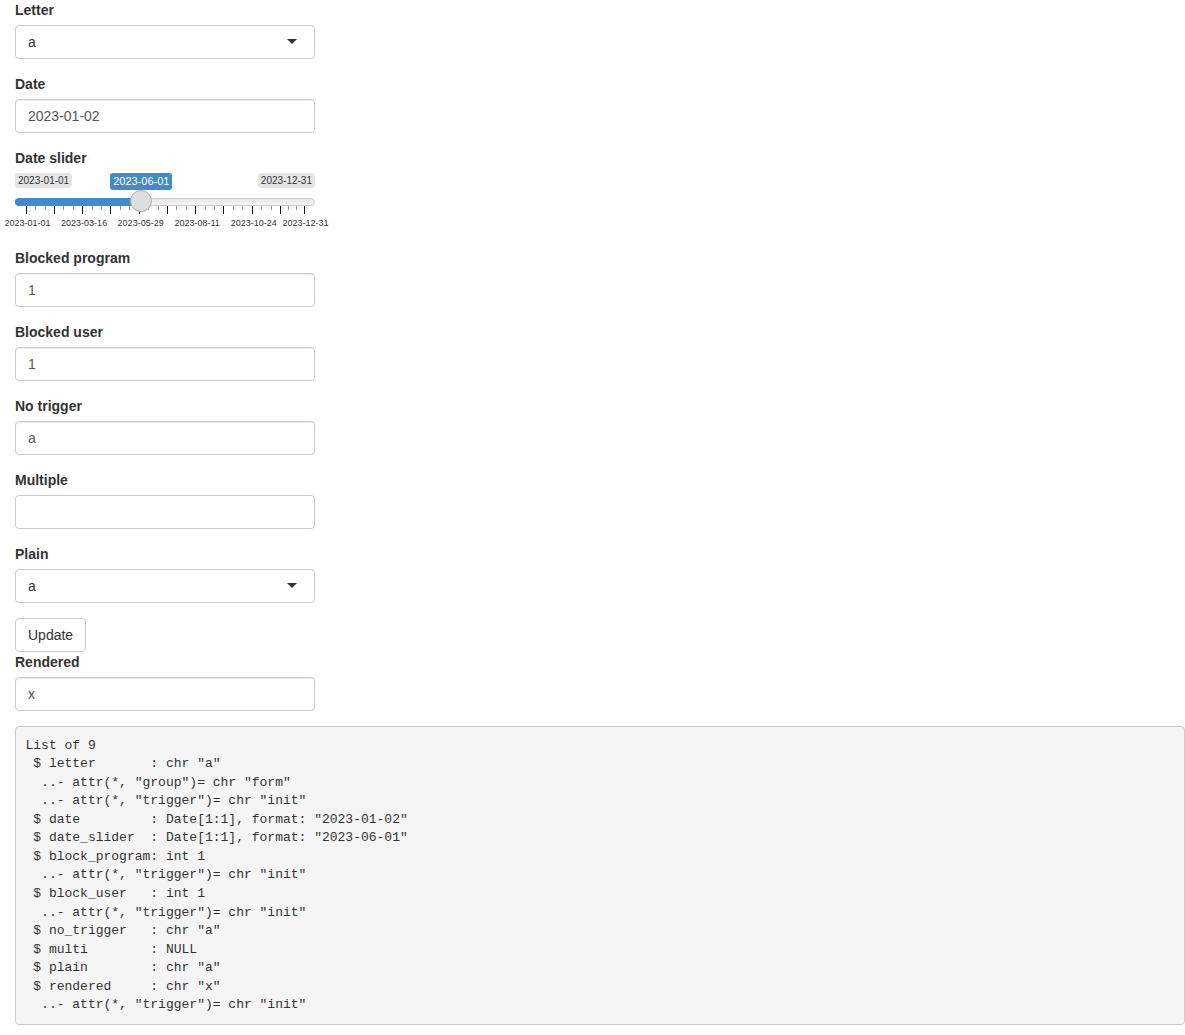 Letter
a
Date
2023-01-02
Date slider
2023-01-01 2023-06-01 2023-12-31
2023-01-01 2023-03-16 2023-05-29 2023-08-11 2023-10-24 2023-12-31
Blocked program
1
Blocked user
1
No trigger
a
Multiple
Plain
a
Update
Rendered
x
List of 9
 $ letter       : chr "a"
  ..- attr(*, "group")= chr "form"
  ..- attr(*, "trigger")= chr "init"
 $ date         : Date[1:1], format: "2023-01-02"
 $ date_slider  : Date[1:1], format: "2023-06-01"
 $ block_program: int 1
  ..- attr(*, "trigger")= chr "init"
 $ block_user   : int 1
  ..- attr(*, "trigger")= chr "init"
 $ no_trigger   : chr "a"
 $ multi        : NULL
 $ plain        : chr "a"
 $ rendered     : chr "x"
  ..- attr(*, "trigger")= chr "init"